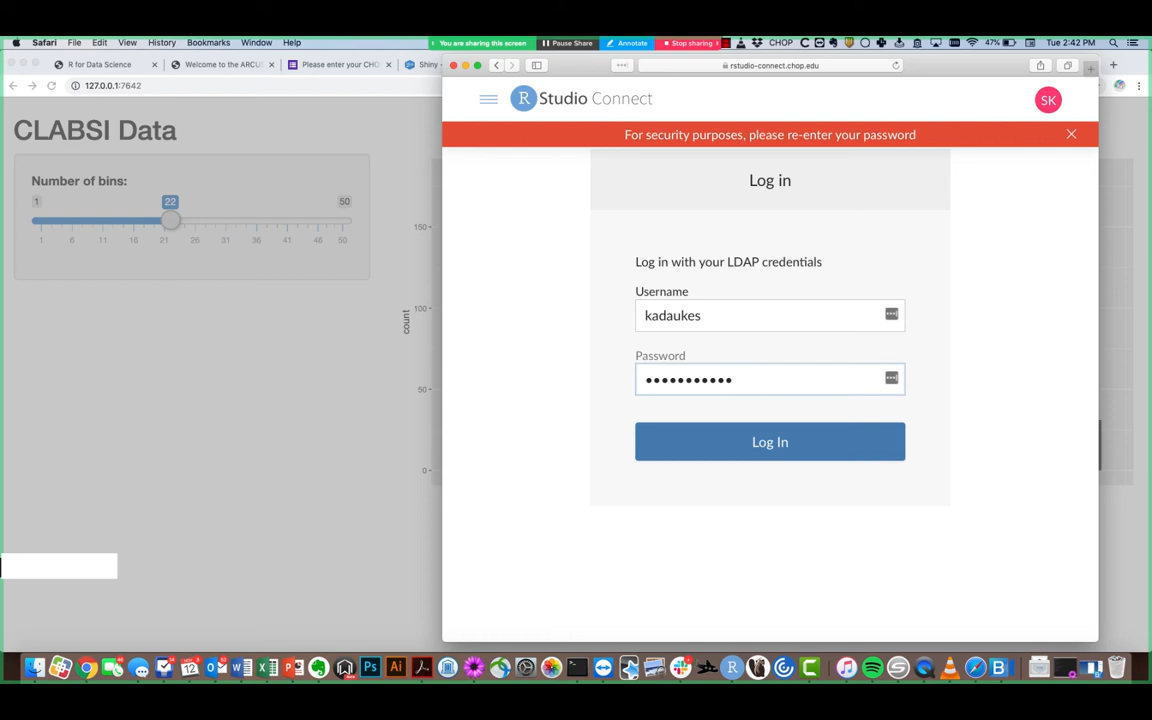 Safari File Edit View History Bookmarks Window Help
You are sharing this screen Pause Share Annotate Stop sharing
CHOP 47% Tue 2:42 PM
R for Data Science Welcome to the ARCUS Please enter your CHO Shiny
127.0.0.1:7642
rstudio-connect.chop.edu
R Studio Connect
SK
For security purposes, please re-enter your password
CLABSI Data
Number of bins:
1 22 50
1 6 11 16 21 26 31 36 41 46 50
150
100
50
0
count
Log in
Log in with your LDAP credentials
Username
kadaukes
Password
•••••••••••
Log In